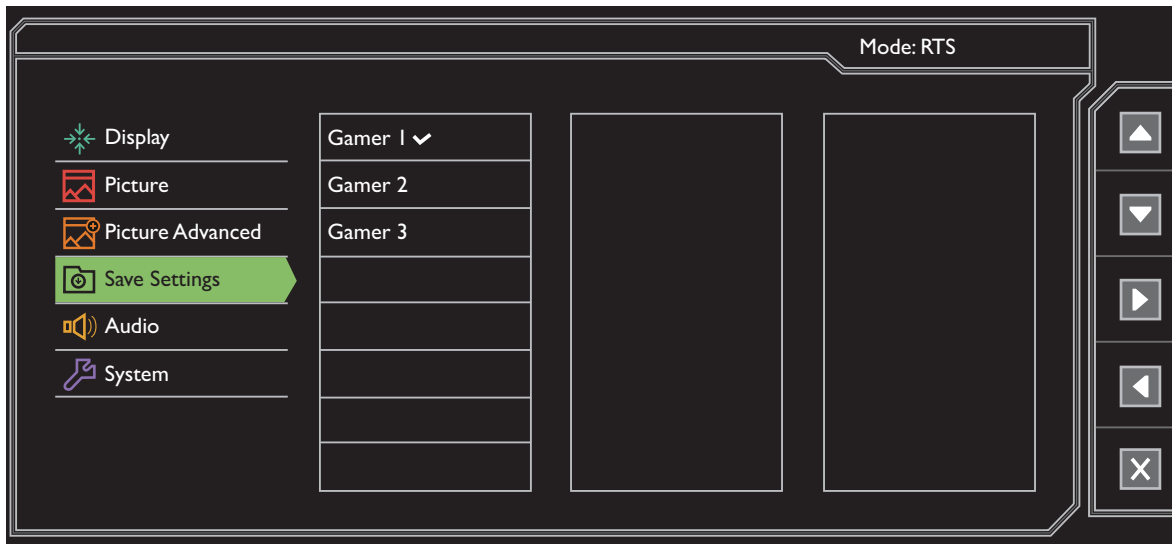 Mode: RTS
Display
Picture
Picture Advanced
Save Settings
Audio
System
Gamer 1
Gamer 2
Gamer 3